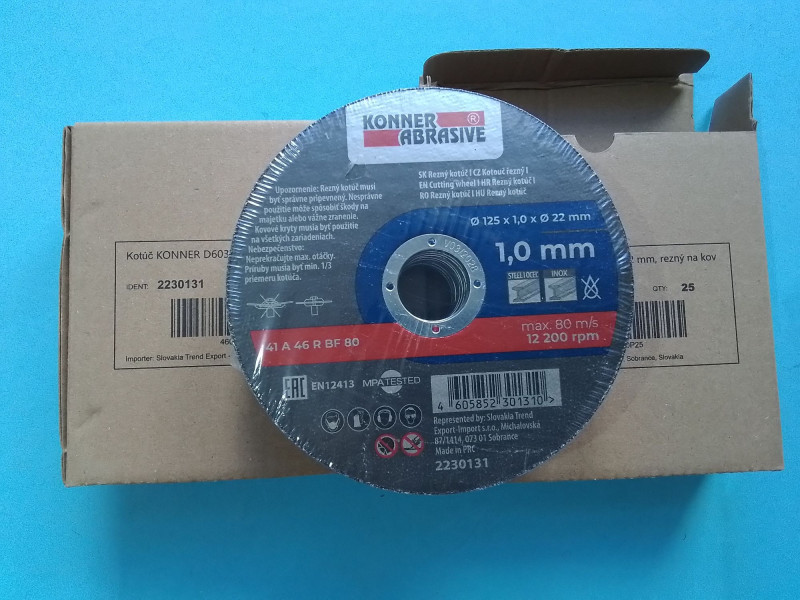 KONNER
ABRASIVE ®
SK Rezný kotúč I CZ Kotouč řezný I
EN Cutting wheel I HR Rezný kotúč I
RO Rezný kotúč I HU Rezný kotúč
Upozornenie: Rezný kotúč musí
byť správne pripevnený. Nesprávne
použitie môže spôsobiť škody na
majetku alebo vážne zranenie.
Kovové kryty musia byť použité
na všetkých zariadeniach.
Nebezpečenstvo:
Neprekračujte max. otáčky.
Príruby musia byť min. 1/3
priemeru kotúča.
Ø 125 x 1,0 x Ø 22 mm
1,0 mm
STEEL
INOX
41 A 46 R BF 80
max. 80 m/s
12 200 rpm
EAC
EN12413
MPA TESTED
4 605852 301310 >
Represented by: Slovakia Trend
Export-Import s.r.o., Michalovská
87/1414, 073 01 Sobrance
Made in PRC
2230131
Kotúč KONNER D603
IDENT: 2230131
46
Importer: Slovakia Trend Export -
2 mm, rezný na kov
QTY: 25
P25
Sobrance, Slovakia